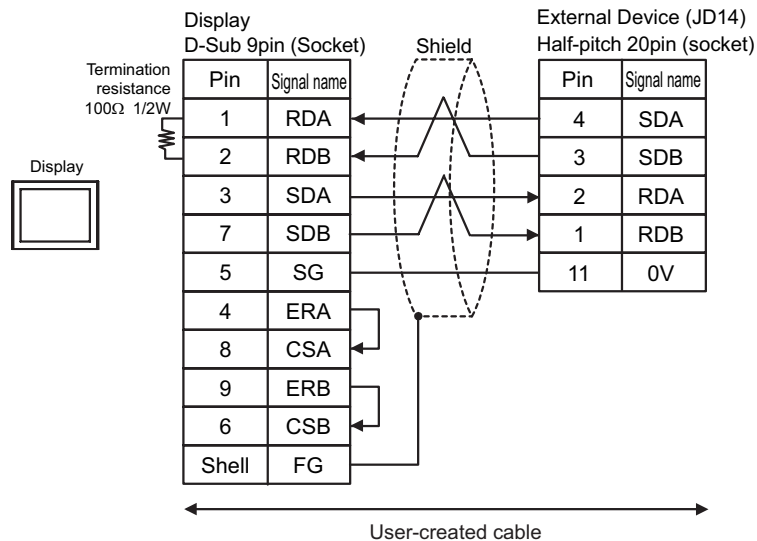 Display
D-Sub 9pin (Socket)
Shield
External Device (JD14)
Half-pitch 20pin (socket)
Termination
resistance
100Ω 1/2W
Display
Pin Signal name
1 RDA
2 RDB
3 SDA
7 SDB
5 SG
4 ERA
8 CSA
9 ERB
6 CSB
Shell FG
Pin Signal name
4 SDA
3 SDB
2 RDA
1 RDB
11 0V
User-created cable